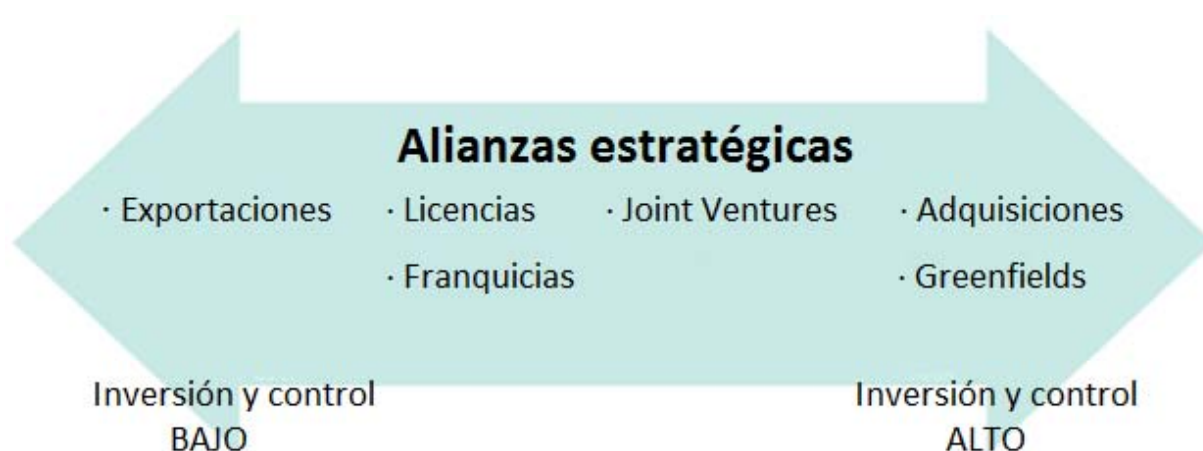 Alianzas estratégicas
· Exportaciones · Licencias · Joint Ventures · Adquisiciones
· Franquicias · Greenfields
Inversión y control Inversión y control
BAJO ALTO